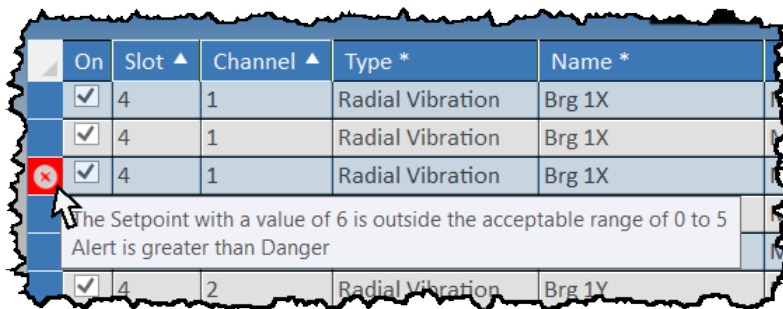 On Slot ▲ Channel ▲ Type * Name *
4 1 Radial Vibration Brg 1X
4 1 Radial Vibration Brg 1X
4 1 Radial Vibration Brg 1X
The Setpoint with a value of 6 is outside the acceptable range of 0 to 5
Alert is greater than Danger
4 2 Radial Vibration Brg 1Y